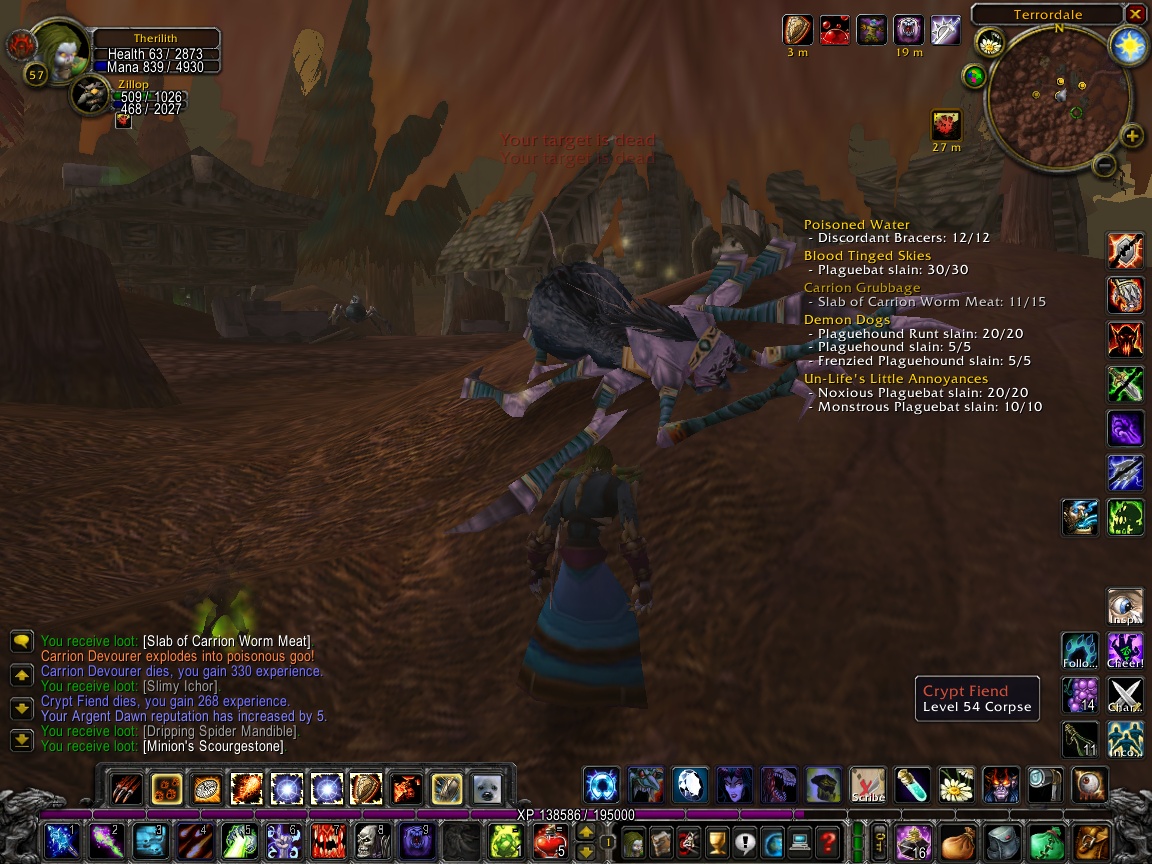 Therilith
Health 63 / 2873
Mana 839 / 4930
57
Zillop
509 / 1026
468 / 2027
3 m
19 m
Terrordale
N
27 m
Your target is dead
Your target is dead
Poisoned Water
- Discordant Bracers: 12/12
Blood Tinged Skies
- Plaguebat slain: 30/30
Carrion Grubbage
- Slab of Carrion Worm Meat: 11/15
Demon Dogs
- Plaguehound Runt slain: 20/20
- Plaguehound slain: 5/5
- Frenzied Plaguehound slain: 5/5
Un-Life's Little Annoyances
- Noxious Plaguebat slain: 20/20
- Monstrous Plaguebat slain: 10/10
You receive loot: [Slab of Carrion Worm Meat].
Carrion Devourer explodes into poisonous goo!
Carrion Devourer dies, you gain 330 experience.
You receive loot: [Slimy Ichor].
Crypt Fiend dies, you gain 268 experience.
Your Argent Dawn reputation has increased by 5.
You receive loot: [Dripping Spider Mandible].
You receive loot: [Minion's Scourgestone].
Crypt Fiend
Level 54 Corpse
Follo...
Cheer!
14
11
Scribe
XP 138586 / 195000
1
2
3
4
5
6
7
8
9
5
1
16